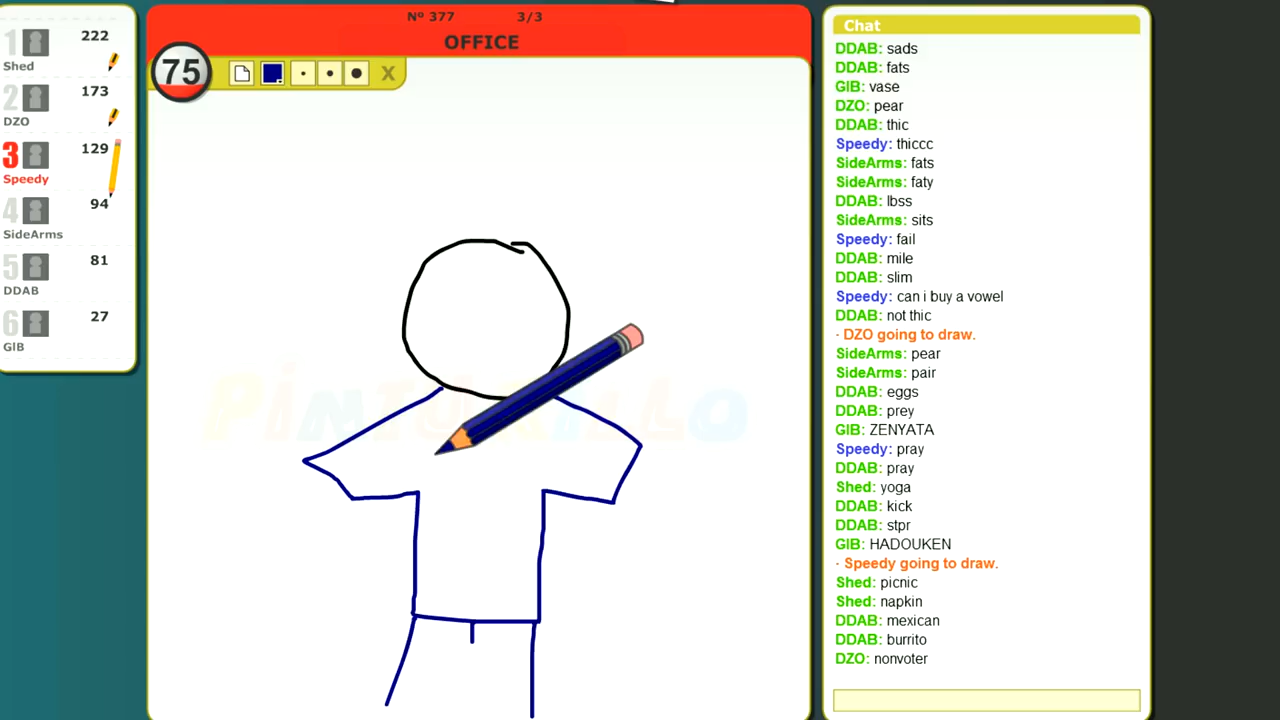 1 222
Shed
2 173
DZO
3 129
Speedy
4 94
SideArms
5 81
DDAB
6 27
GIB
Nº 377 3/3
OFFICE
75
X
PINTURILLO
Chat
DDAB: sads
DDAB: fats
GIB: vase
DZO: pear
DDAB: thic
Speedy: thiccc
SideArms: fats
SideArms: faty
DDAB: lbss
SideArms: sits
Speedy: fail
DDAB: mile
DDAB: slim
Speedy: can i buy a vowel
DDAB: not thic
· DZO going to draw.
SideArms: pear
SideArms: pair
DDAB: eggs
DDAB: prey
GIB: ZENYATA
Speedy: pray
DDAB: pray
Shed: yoga
DDAB: kick
DDAB: stpr
GIB: HADOUKEN
· Speedy going to draw.
Shed: picnic
Shed: napkin
DDAB: mexican
DDAB: burrito
DZO: nonvoter